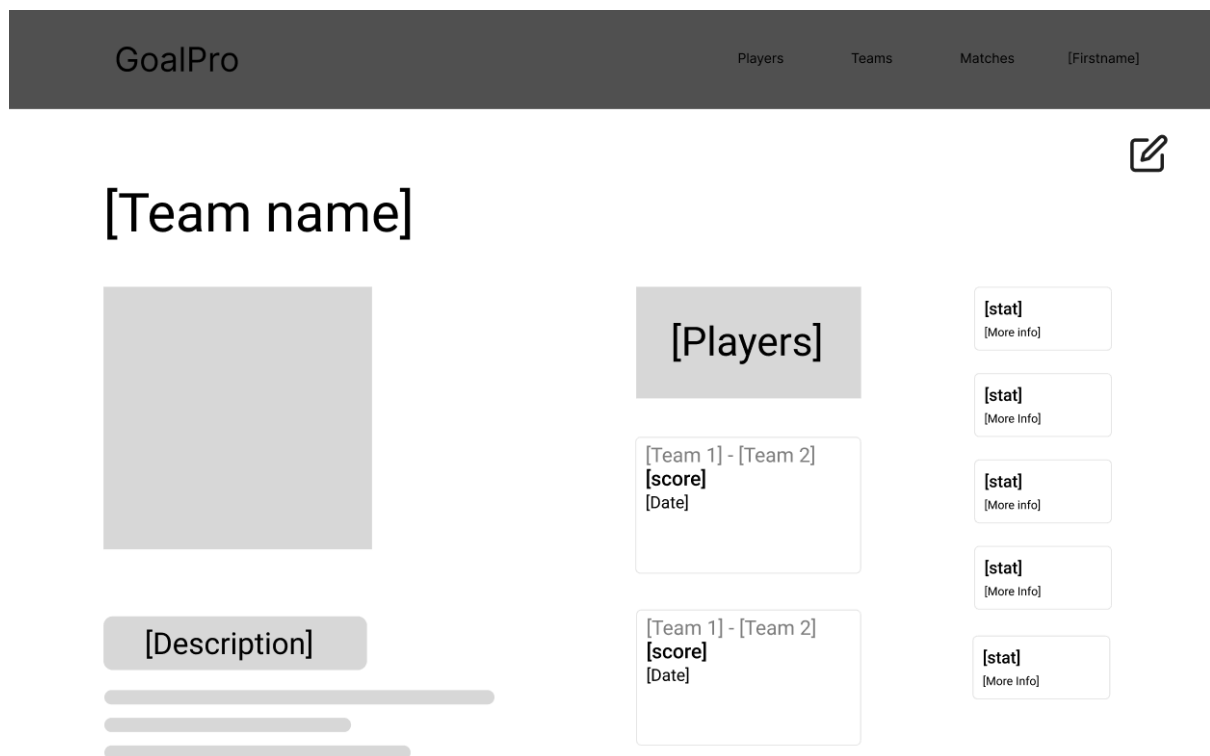 GoalPro
Players
Teams
Matches
[Firstname]
[Team name]
[Description]
[Players]
[Team 1] - [Team 2]
[score]
[Date]
[Team 1] - [Team 2]
[score]
[Date]
[stat]
[More info]
[stat]
[More Info]
[stat]
[More info]
[stat]
[More Info]
[stat]
[More Info]